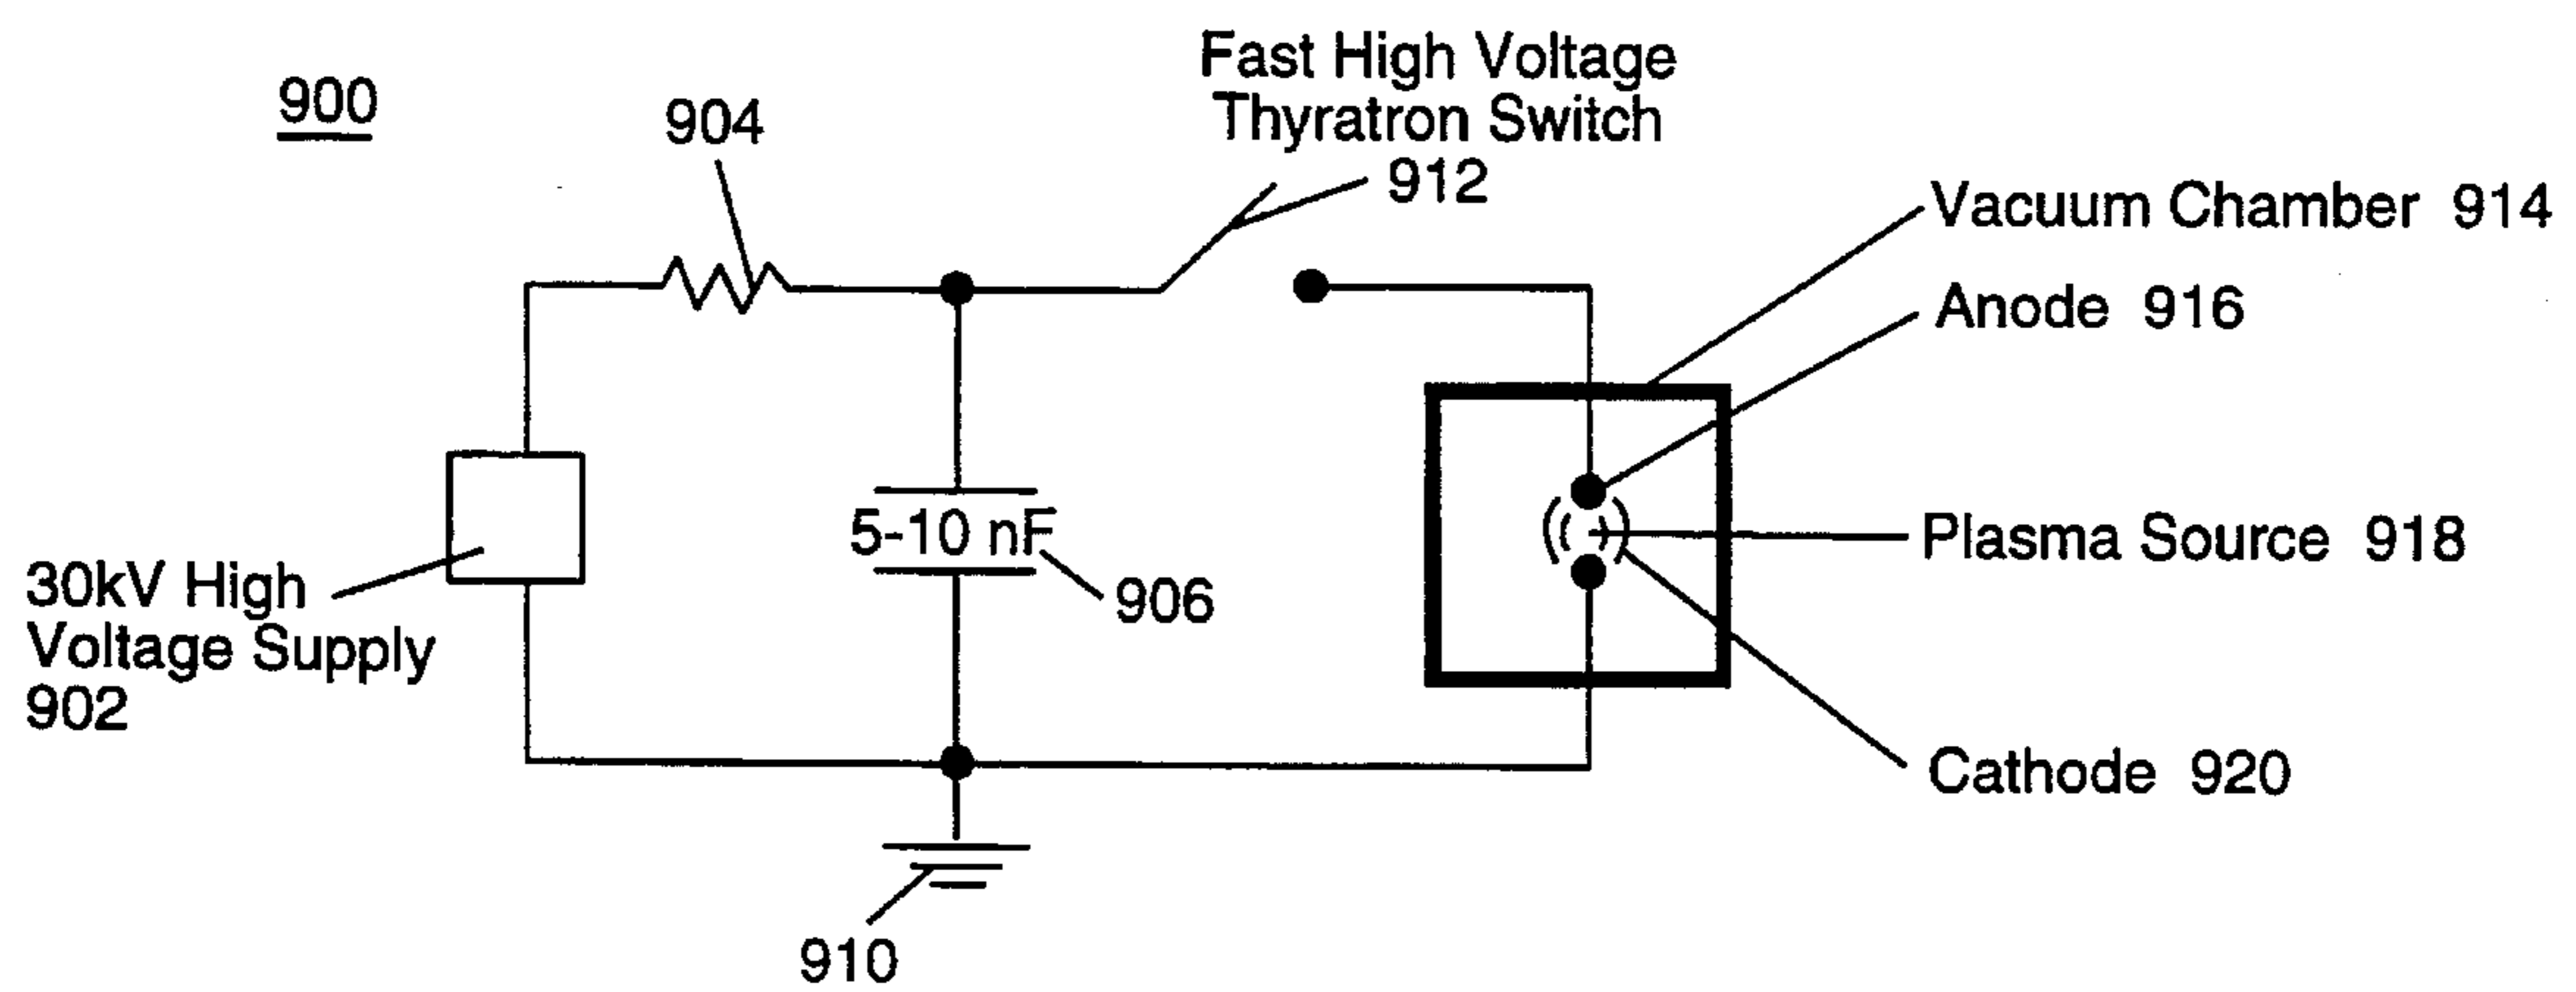 900
904
Fast High Voltage
Thyratron Switch
912
Vacuum Chamber 914
Anode 916
5-10 nF
Plasma Source 918
30kV High
Voltage Supply
902
906
Cathode 920
910